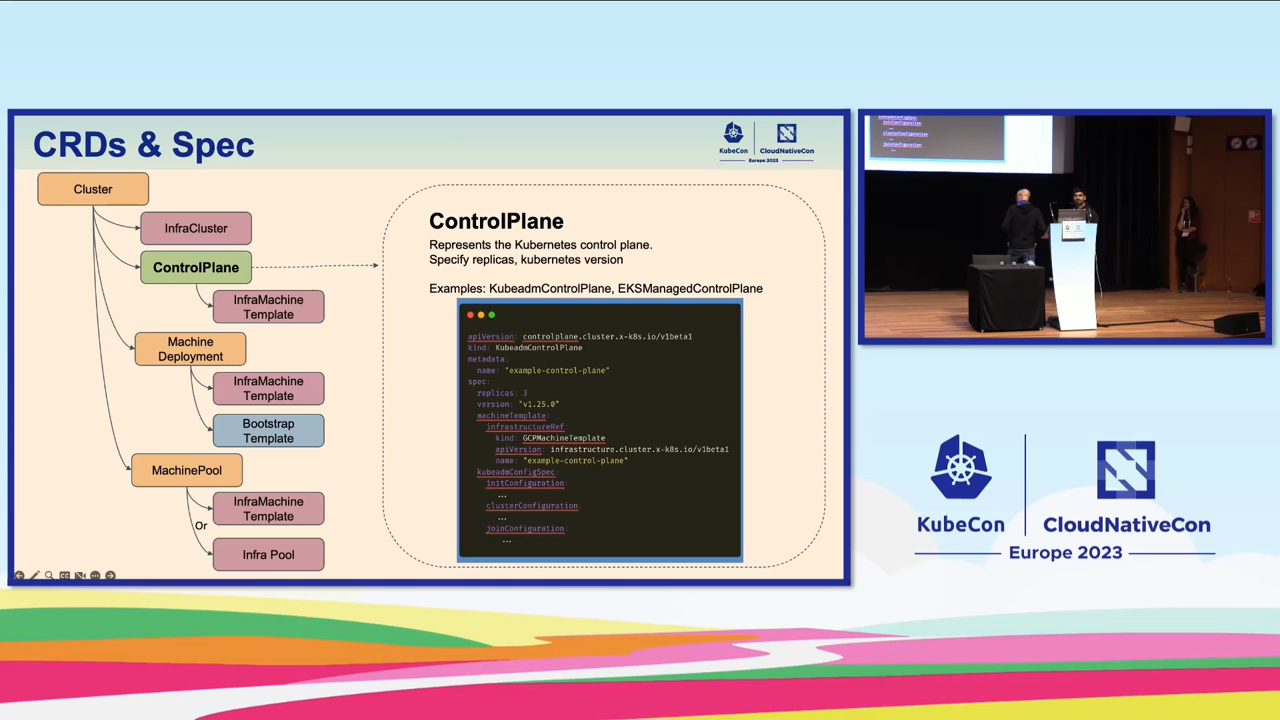 CRDs & Spec
KubeCon
CloudNativeCon
Europe 2023
Cluster
InfraCluster
ControlPlane
InfraMachine
Template
Machine
Deployment
InfraMachine
Template
Bootstrap
Template
MachinePool
InfraMachine
Template
Or
Infra Pool
ControlPlane
Represents the Kubernetes control plane.
Specify replicas, kubernetes version
Examples: KubeadmControlPlane, EKSManagedControlPlane
apiVersion: controlplane.cluster.x-k8s.io/v1beta1
kind: KubeadmControlPlane
metadata:
name: "example-control-plane"
spec:
replicas: 3
version: "v1.25.0"
machineTemplate:
infrastructureRef:
kind: GCPMachineTemplate
apiVersion: infrastructure.cluster.x-k8s.io/v1beta1
name: "example-control-plane"
kubeadmConfigSpec:
initConfiguration:
...
clusterConfiguration:
...
joinConfiguration:
...
joinConfiguration
...
clusterConfiguration
...
joinConfiguration
...
KubeCon
CloudNativeCon
Europe 2023